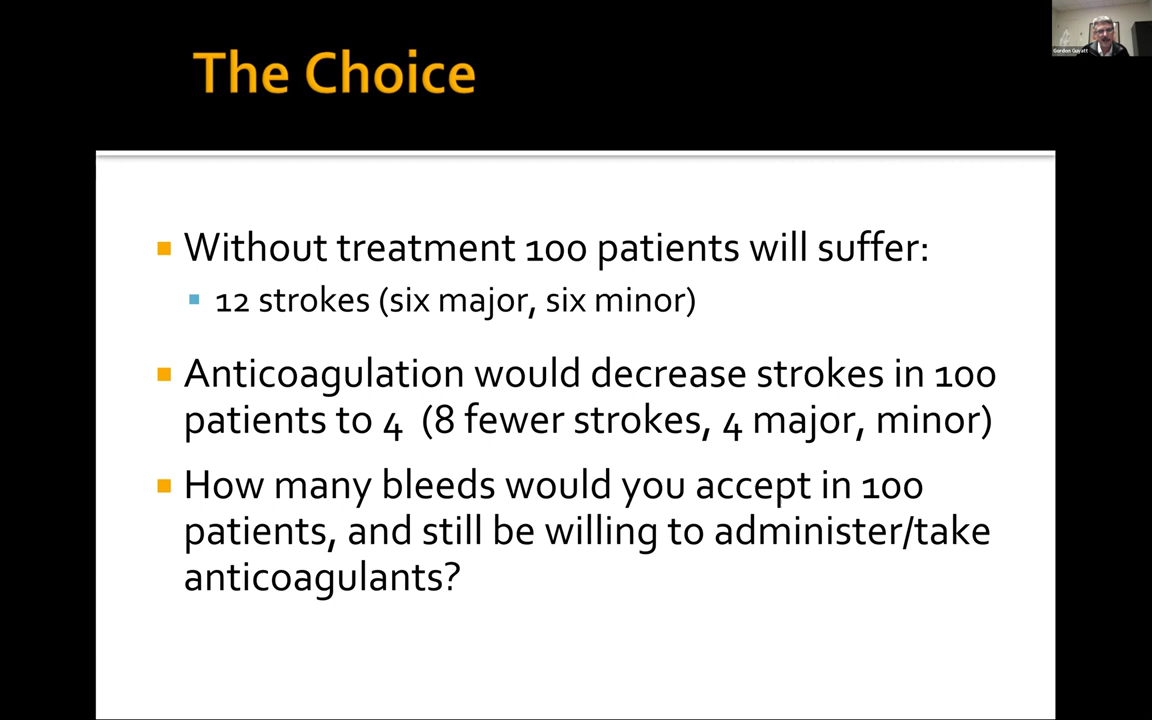 Gordon Guyatt
The Choice
Without treatment 100 patients will suffer:
12 strokes (six major, six minor)
Anticoagulation would decrease strokes in 100
patients to 4 (8 fewer strokes, 4 major, minor)
How many bleeds would you accept in 100
patients, and still be willing to administer/take
anticoagulants?